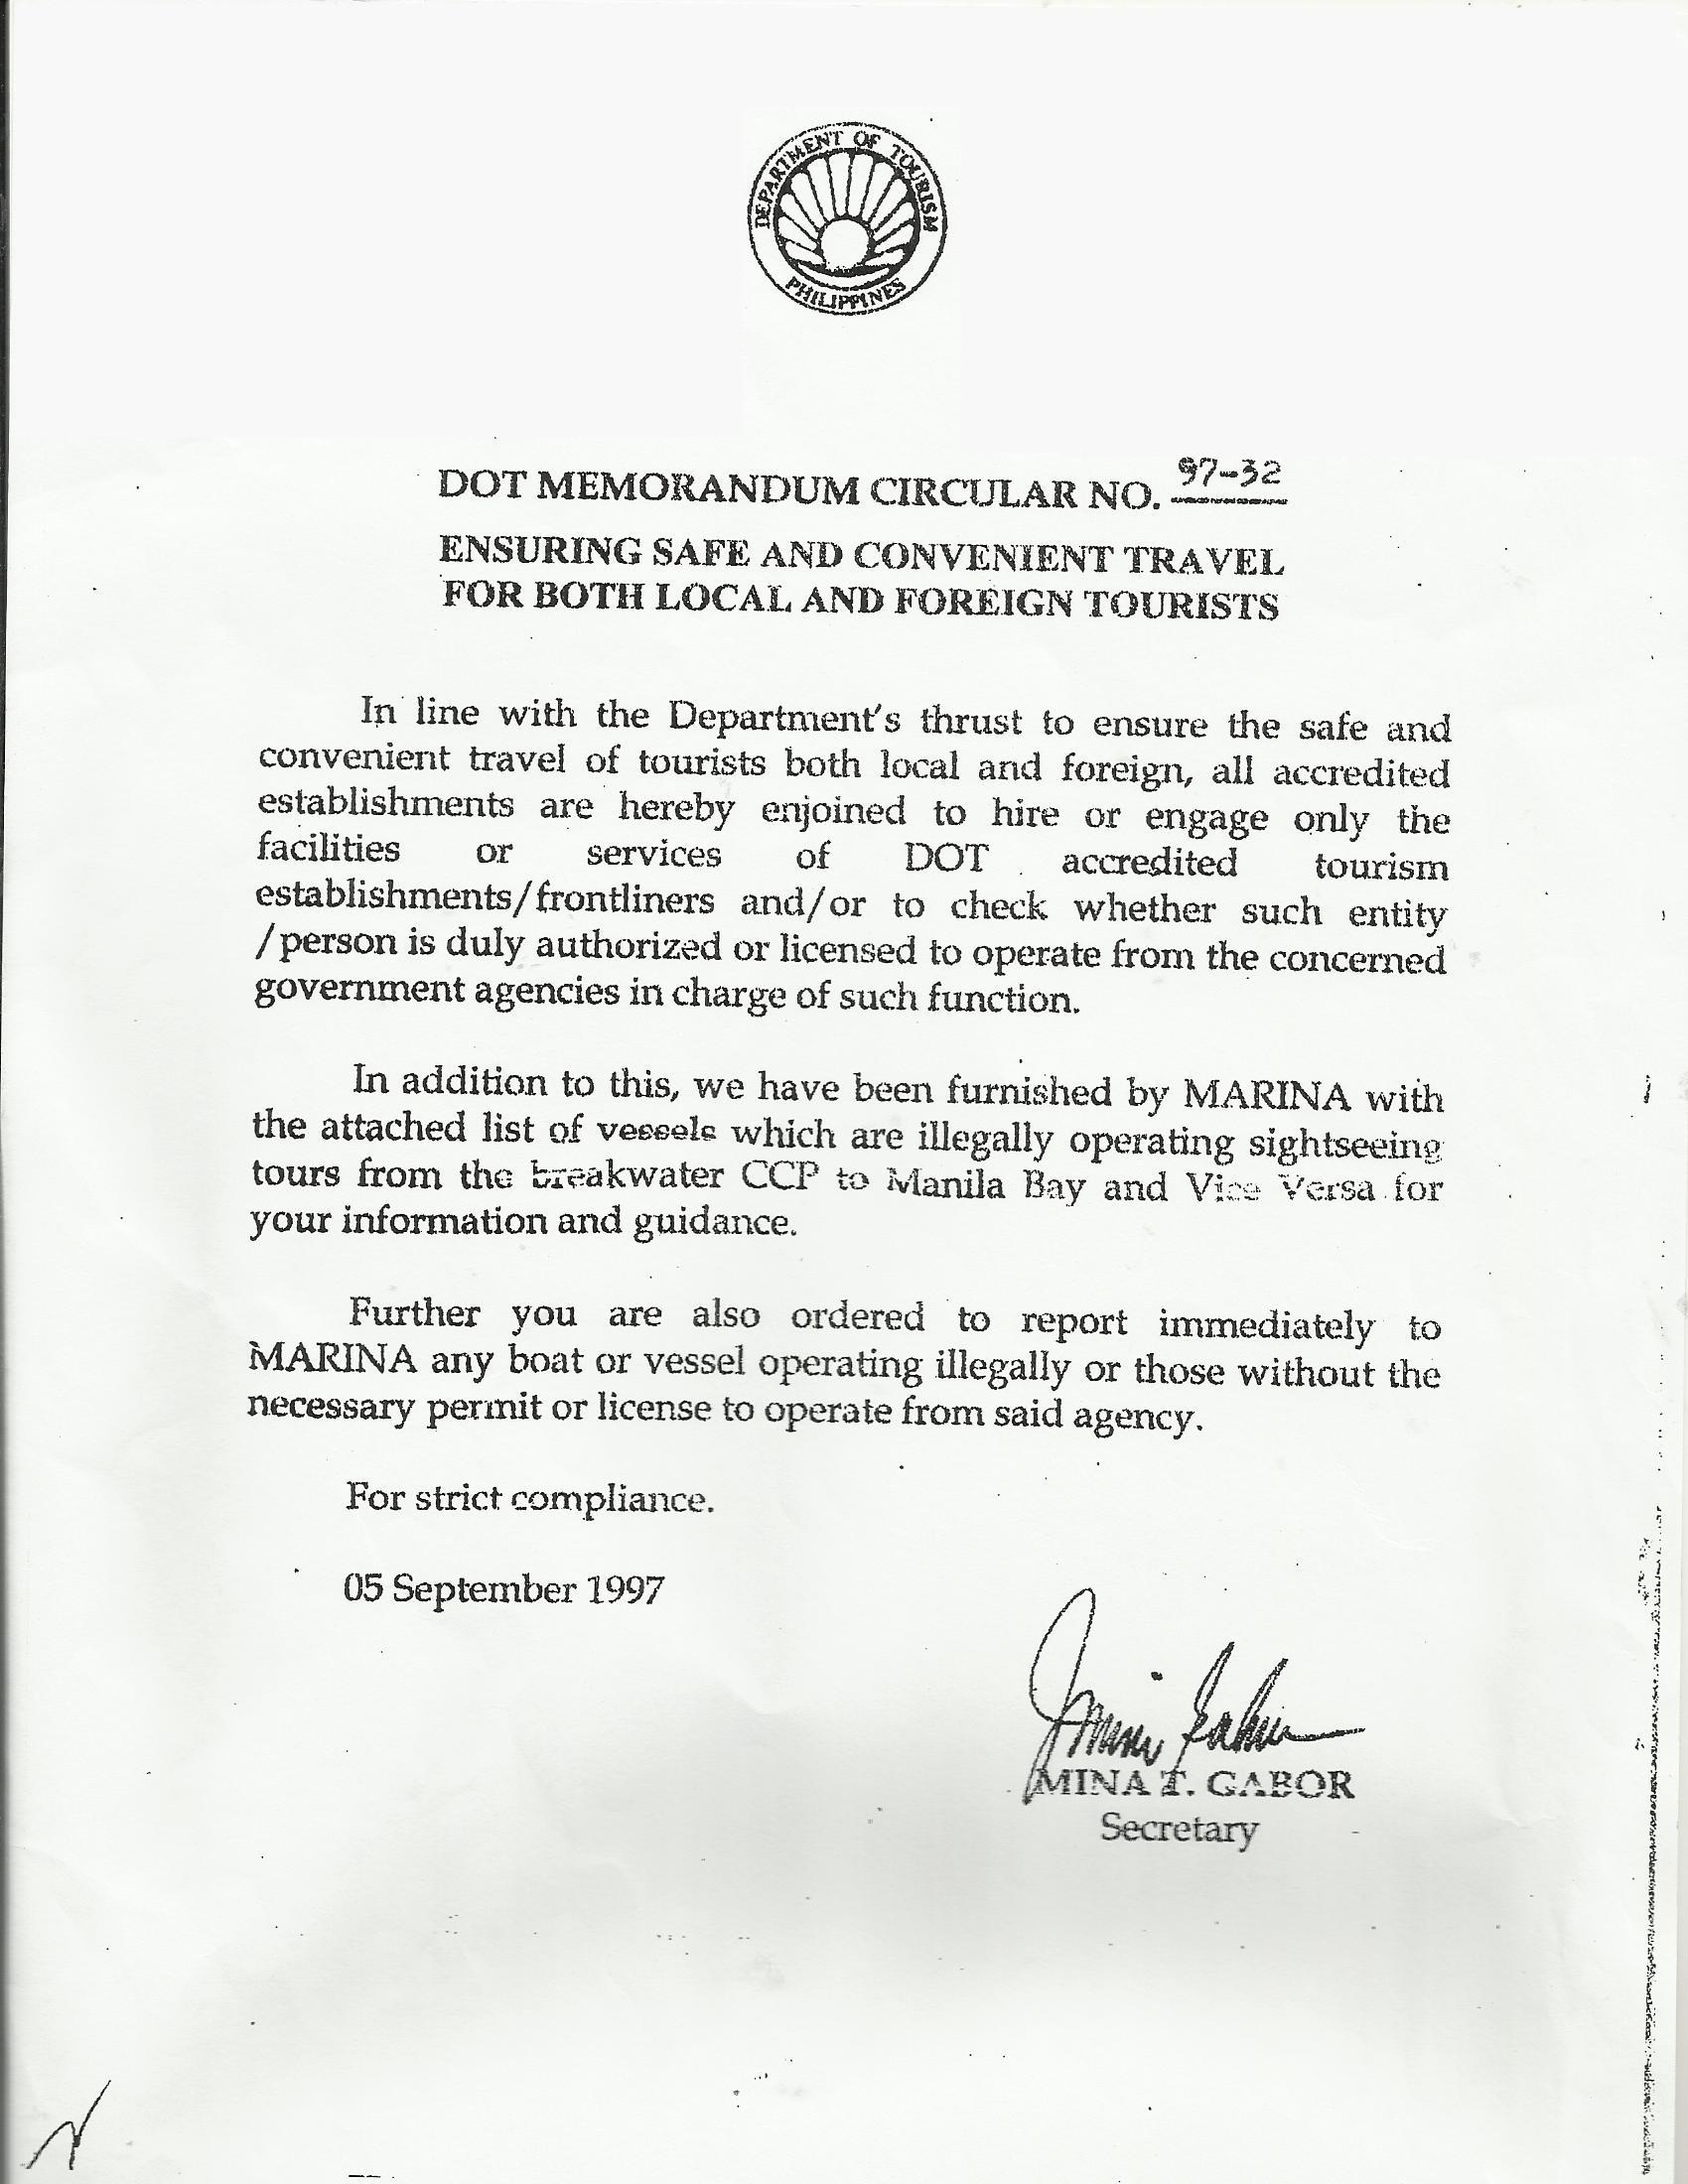 DEPARTMENT OF TOURISM
PHILIPPINES
DOT MEMORANDUM CIRCULAR NO. 97-32
ENSURING SAFE AND CONVENIENT TRAVEL
FOR BOTH LOCAL AND FOREIGN TOURISTS
In line with the Department's thrust to ensure the safe and
convenient travel of tourists both local and foreign, all accredited
establishments are hereby enjoined to hire or engage only the
facilities or services of DOT accredited tourism
establishments/frontliners and/or to check whether such entity
/person is duly authorized or licensed to operate from the concerned
government agencies in charge of such function.
In addition to this, we have been furnished by MARINA with
the attached list of vessels which are illegally operating sightseeing
tours from the breakwater CCP to Manila Bay and Vice Versa for
your information and guidance.
Further you are also ordered to report immediately to
MARINA any boat or vessel operating illegally or those without the
necessary permit or license to operate from said agency.
For strict compliance.
05 September 1997
MINA T. GABOR
Secretary